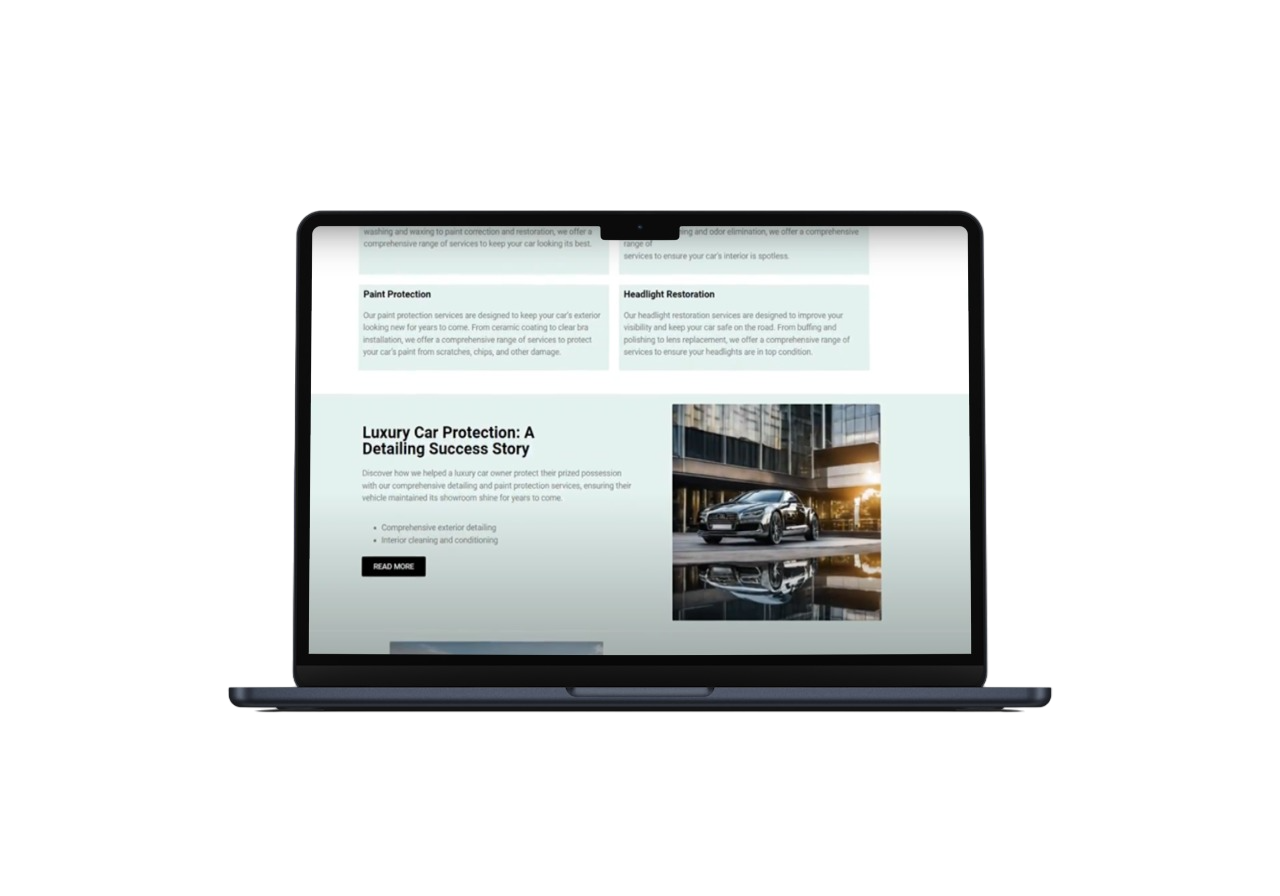 washing and waxing to paint correction and restoration, we offer a
comprehensive range of services to keep your car looking its best.
ing and odor elimination, we offer a comprehensive
range of
services to ensure your car's interior is spotless.
Paint Protection
Our paint protection services are designed to keep your car's exterior
looking new for years to come. From ceramic coating to clear bra
installation, we offer a comprehensive range of services to protect
your car's paint from scratches, chips, and other damage.
Headlight Restoration
Our headlight restoration services are designed to improve your
visibility and keep your car safe on the road. From buffing and
polishing to lens replacement, we offer a comprehensive range of
services to ensure your headlights are in top condition.
Luxury Car Protection: A
Detailing Success Story
Discover how we helped a luxury car owner protect their prized possession
with our comprehensive detailing and paint protection services, ensuring their
vehicle maintained its showroom shine for years to come.
• Comprehensive exterior detailing
• Interior cleaning and conditioning
READ MORE